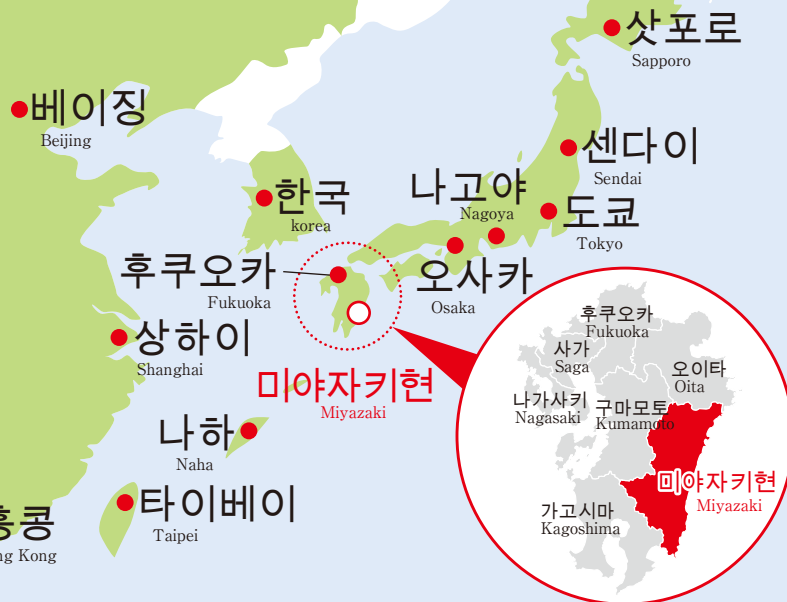 삿포로
Sapporo
베이징
Beijing
센다이
Sendai
한국
korea
나고야
Nagoya
도쿄
Tokyo
후쿠오카
Fukuoka
오사카
Osaka
상하이
Shanghai
미야자키현
Miyazaki
나하
Naha
타이베이
Taipei
홍콩
ng Kong
후쿠오카
Fukuoka
사가
Saga
오이타
Oita
나가사키
Nagasaki
구마모토
Kumamoto
미야자키현
Miyazaki
가고시마
Kagoshima